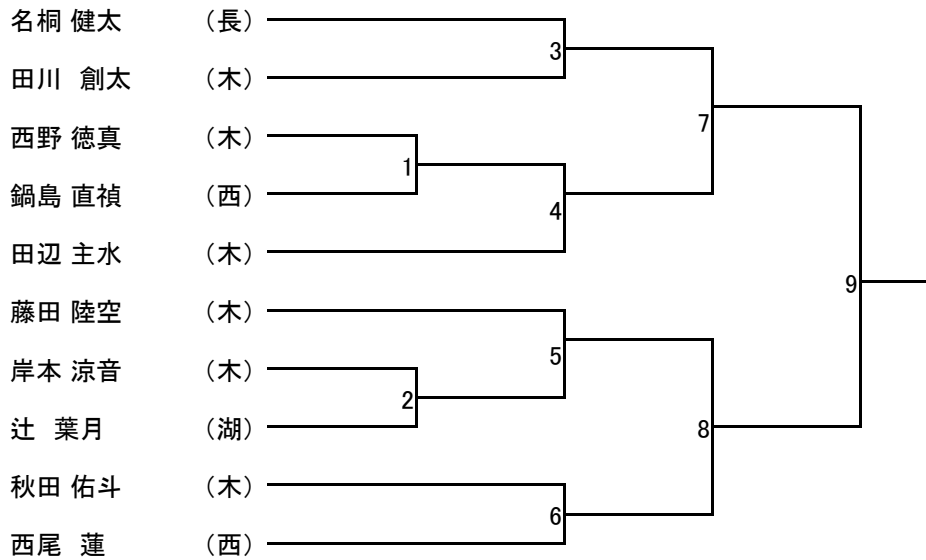 名桐 健太 （長）
3
田川 創太 （木）
7
西野 徳真 （木）
1
鍋島 直禎 （西）
4
田辺 主水 （木）
9
藤田 陸空 （木）
5
岸本 涼音 （木）
2
辻 葉月 （湖）
8
秋田 佑斗 （木）
6
西尾 蓮 （西）